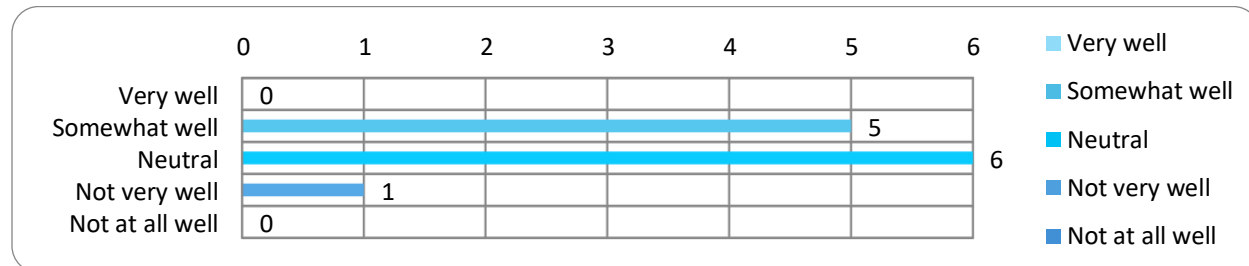 0 1 2 3 4 5 6
Very well 0
Somewhat well 5
Neutral 6
Not very well 1
Not at all well 0
Very well
Somewhat well
Neutral
Not very well
Not at all well